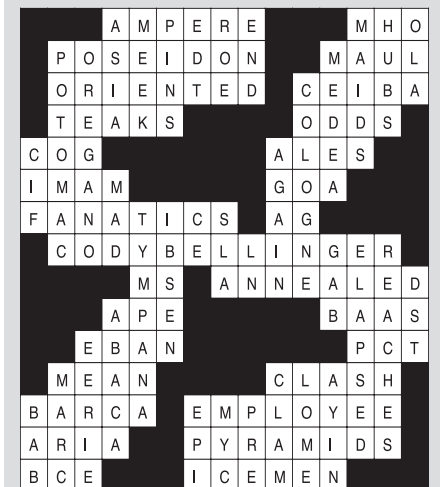 AMPERE MHO
POSEIDON MAUL
ORIENTED CEIBA
TEAKS ODDS
COG ALES
IMAM GOA
FANATICS AG
CODYBELLINGER
MS ANNEALED
APE BAAS
EBAN PCT
MEAN CLASH
BARCA EMPLOYEE
ARIA PYRAMIDS
BCE ICEMEN